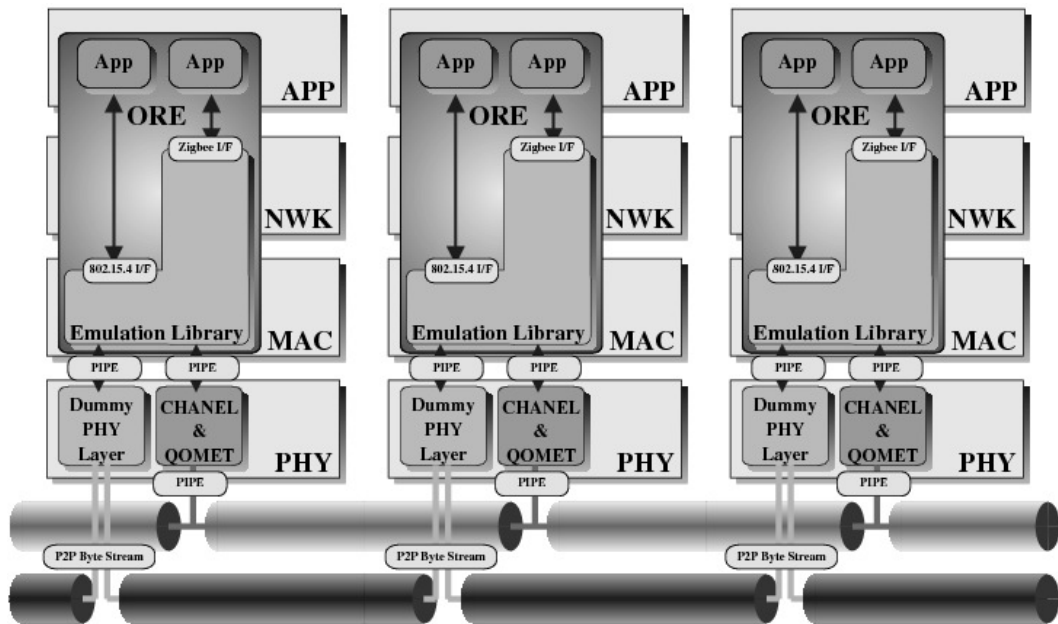 App App App App App App
APP APP APP
ORE ORE ORE
Zigbee I/F Zigbee I/F Zigbee I/F
NWK NWK NWK
802.15.4 I/F 802.15.4 I/F 802.15.4 I/F
Emulation Library MAC Emulation Library MAC Emulation Library MAC
PIPE PIPE PIPE PIPE PIPE PIPE
Dummy CHANEL Dummy CHANEL Dummy CHANEL
PHY & PHY & PHY &
Layer QOMET PHY Layer QOMET PHY Layer QOMET PHY
PIPE PIPE PIPE
P2P Byte Stream P2P Byte Stream P2P Byte Stream